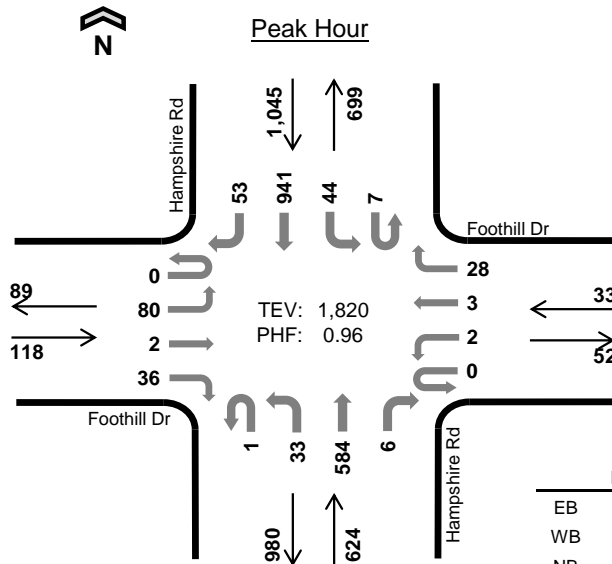 Peak Hour
N
1,045
699
Hampshire Rd
53
941
44
7
Foothill Dr
0
28
89
80
TEV: 1,820
3
33
118
2
PHF: 0.96
2
52
36
0
Foothill Dr
1
33
584
6
Hampshire Rd
980
624
EB
WB